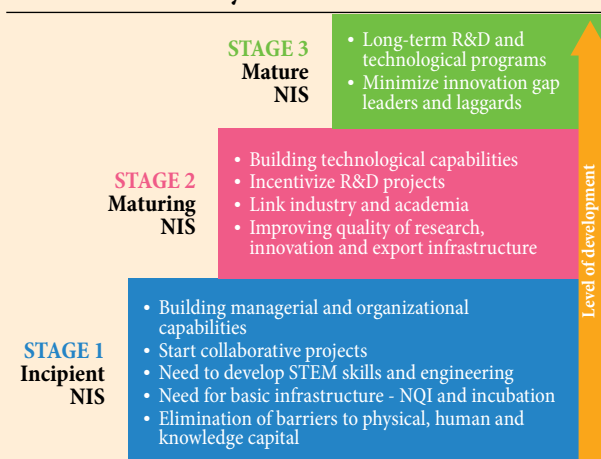 STAGE 3
Mature
NIS
• Long-term R&D and
technological programs
• Minimize innovation gap
leaders and laggards
STAGE 2
Maturing
NIS
• Building technological capabilities
• Incentivize R&D projects
• Link industry and academia
• Improving quality of research,
innovation and export infrastructure
STAGE 1
Incipient
NIS
• Building managerial and organizational
capabilities
• Start collaborative projects
• Need to develop STEM skills and engineering
• Need for basic infrastructure - NQI and incubation
• Elimination of barriers to physical, human and
knowledge capital
Level of development